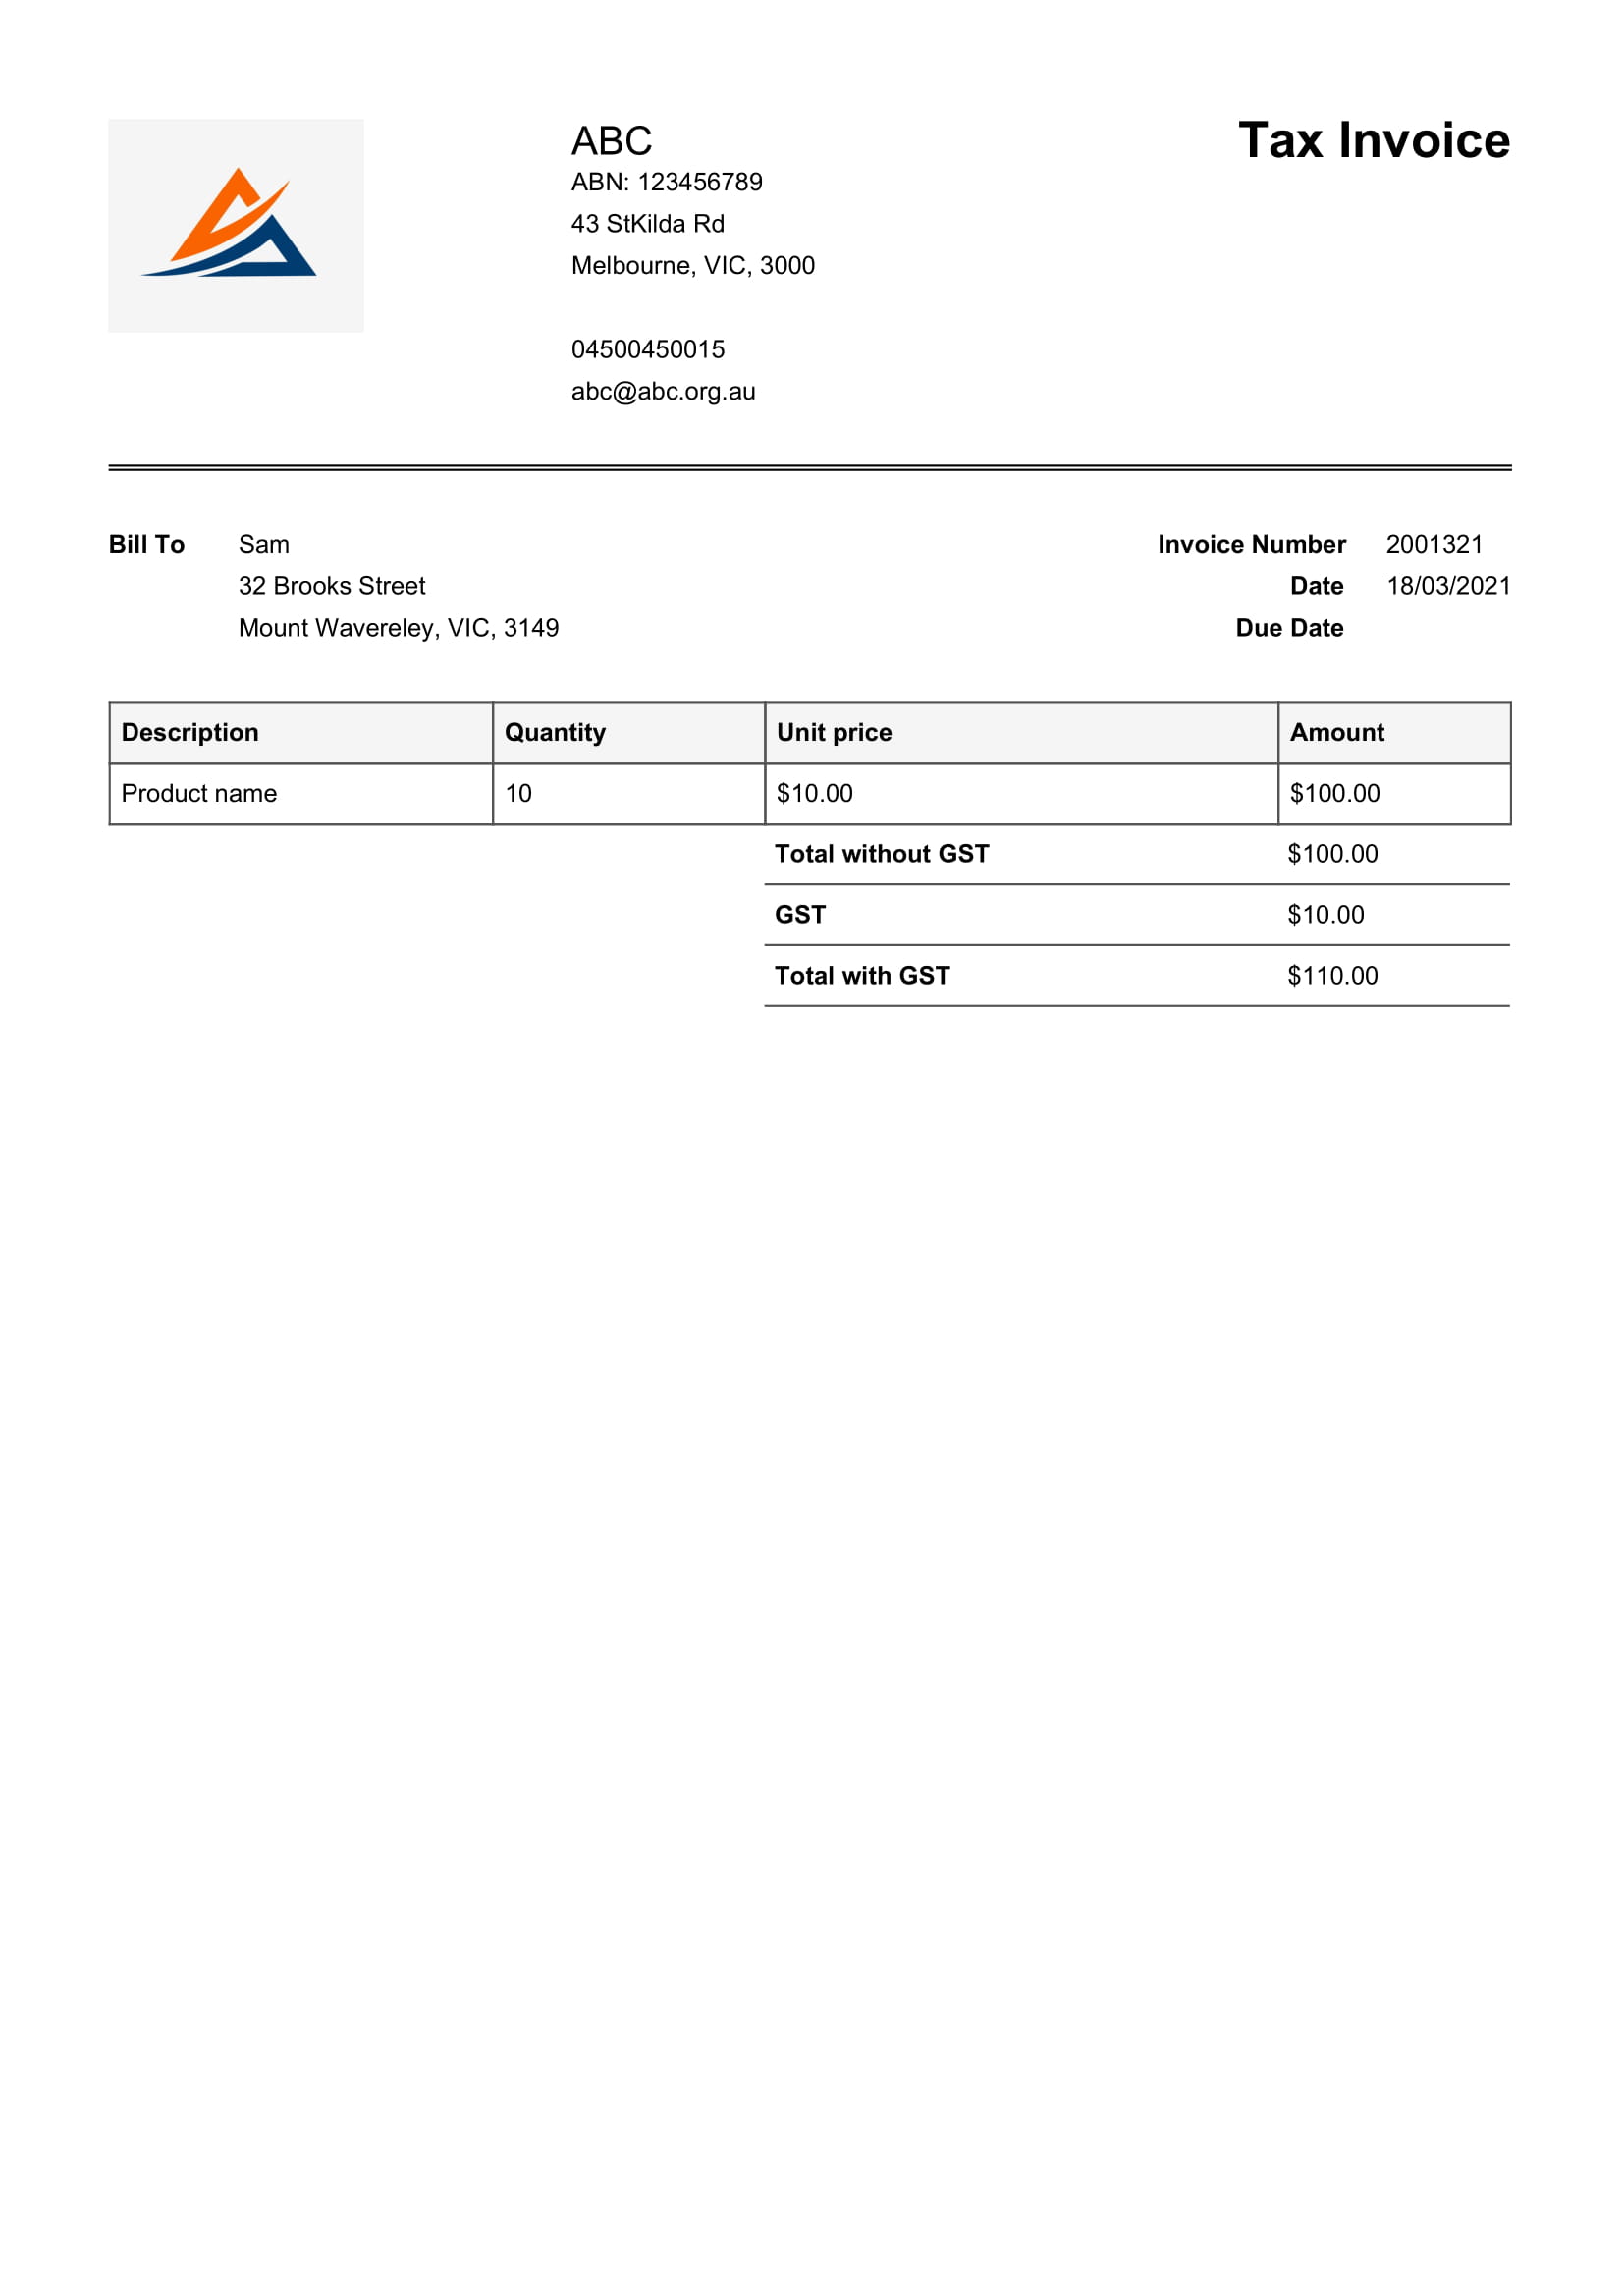 ABC
Tax Invoice
ABN: 123456789
43 StKilda Rd
Melbourne, VIC, 3000
04500450015
abc@abc.org.au
Bill To Sam
32 Brooks Street
Mount Wavereley, VIC, 3149
Invoice Number 2001321
Date 18/03/2021
Due Date
Description Quantity Unit price Amount
Product name 10 $10.00 $100.00
Total without GST $100.00
GST $10.00
Total with GST $110.00